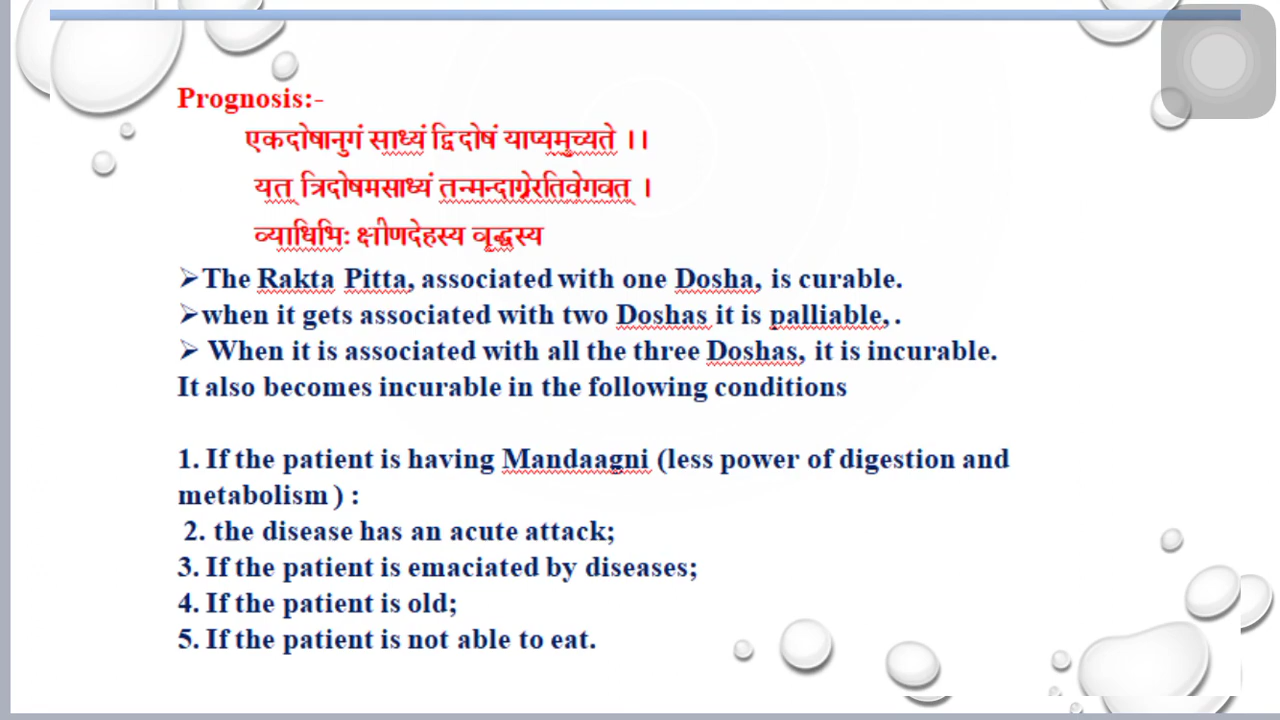 Prognosis:-
एकदोषानुगं साध्यं द्विदोषं याप्यमुच्यते ।।
यत् त्रिदोषमसाध्यं तन्मन्दाग्नेरतिवेगवत् ।
व्याधिभिः क्षीणदेहस्य वृद्धस्य
➢The Rakta Pitta, associated with one Dosha, is curable.
➢when it gets associated with two Doshas it is palliable, .
➢ When it is associated with all the three Doshas, it is incurable.
It also becomes incurable in the following conditions
1. If the patient is having Mandaagni (less power of digestion and
metabolism ) :
2. the disease has an acute attack;
3. If the patient is emaciated by diseases;
4. If the patient is old;
5. If the patient is not able to eat.